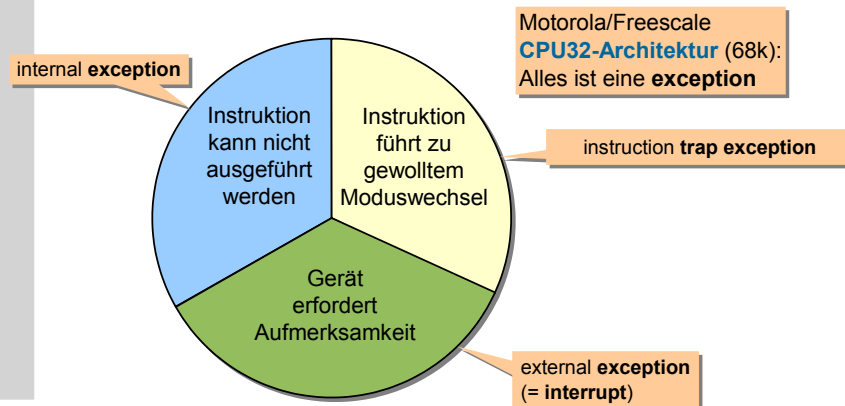 Motorola/Freescale
CPU32-Architektur (68k):
Alles ist eine exception
internal exception
Instruktion
kann nicht
ausgeführt
werden
Instruktion
führt zu
gewolltem
Moduswechsel
instruction trap exception
Gerät
erfordert
Aufmerksamkeit
external exception
(= interrupt)